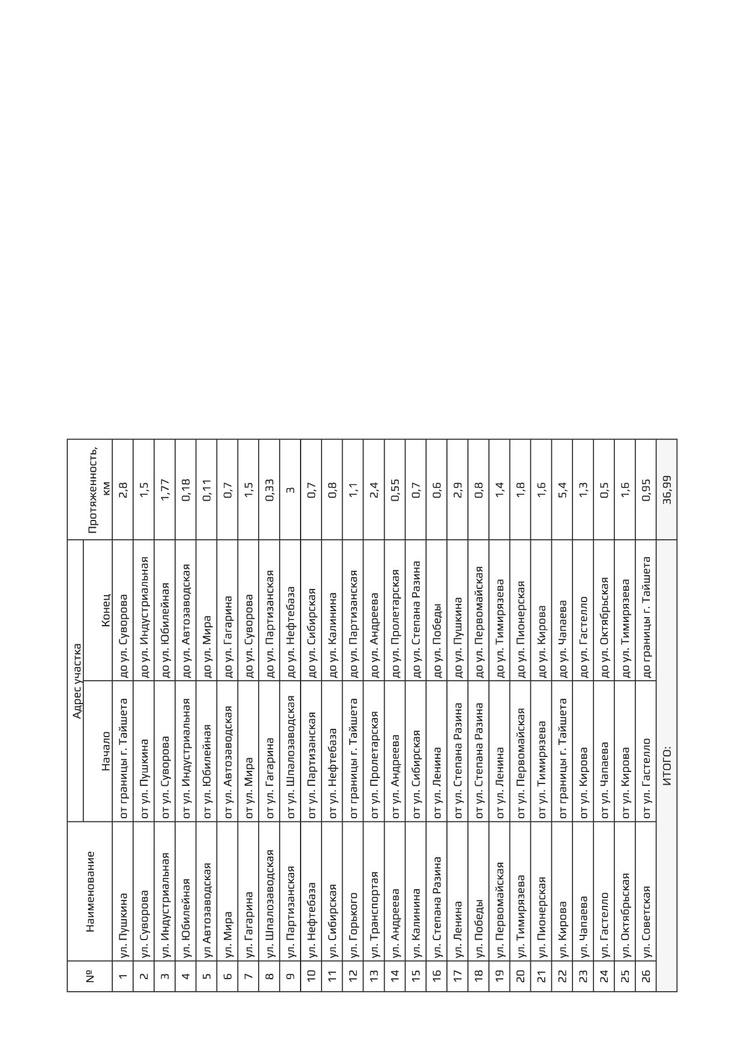 № Наименование Адрес участка Протяженность, км
Начало Конец
1 ул. Пушкина от границы г. Тайшета до ул. Суворова 2,8
2 ул. Суворова от ул. Пушкина до ул. Индустриальная 1,5
3 ул. Индустриальная от ул. Суворова до ул. Юбилейная 1,77
4 ул. Юбилейная от ул. Индустриальная до ул. Автозаводская 0,18
5 ул Автозаводская от ул. Юбилейная до ул. Мира 0,11
6 ул. Мира от ул. Автозаводская до ул. Гагарина 0,7
7 ул. Гагарина от ул. Мира до ул. Суворова 1,5
8 ул. Шпалозаводская от ул. Гагарина до ул. Партизанская 0,33
9 ул. Партизанская от ул. Шпалозаводская до ул. Нефтебаза 3
10 ул. Нефтебаза от ул. Партизанская до ул. Сибирская 0,7
11 ул. Сибирская от ул. Нефтебаза до ул. Калинина 0,8
12 ул. Горького от границы г. Тайшета до ул. Партизанская 1,1
13 ул. Транспортая от ул. Пролетарская до ул. Андреева 2,4
14 ул. Андреева от ул. Андреева до ул. Пролетарская 0,55
15 ул. Калинина от ул. Сибирская до ул. Степана Разина 0,7
16 ул. Степана Разина от ул. Ленина до ул. Победы 0,6
17 ул. Ленина от ул. Степана Разина до ул. Пушкина 2,9
18 ул. Победы от ул. Степана Разина до ул. Первомайская 0,8
19 ул. Первомайская от ул. Ленина до ул. Тимирязева 1,4
20 ул. Тимирязева от ул. Первомайская до ул. Пионерская 1,8
21 ул. Пионерская от ул. Тимирязева до ул. Кирова 1,6
22 ул. Кирова от границы г. Тайшета до ул. Чапаева 5,4
23 ул. Чапаева от ул. Кирова до ул. Гастелло 1,3
24 ул. Гастелло от ул. Чапаева до ул. Октябрьская 0,5
25 ул. Октябрьская от ул. Кирова до ул. Тимирязева 1,6
26 ул. Советская от ул. Гастелло до границы г. Тайшета 0,95
ИТОГО: 36,99